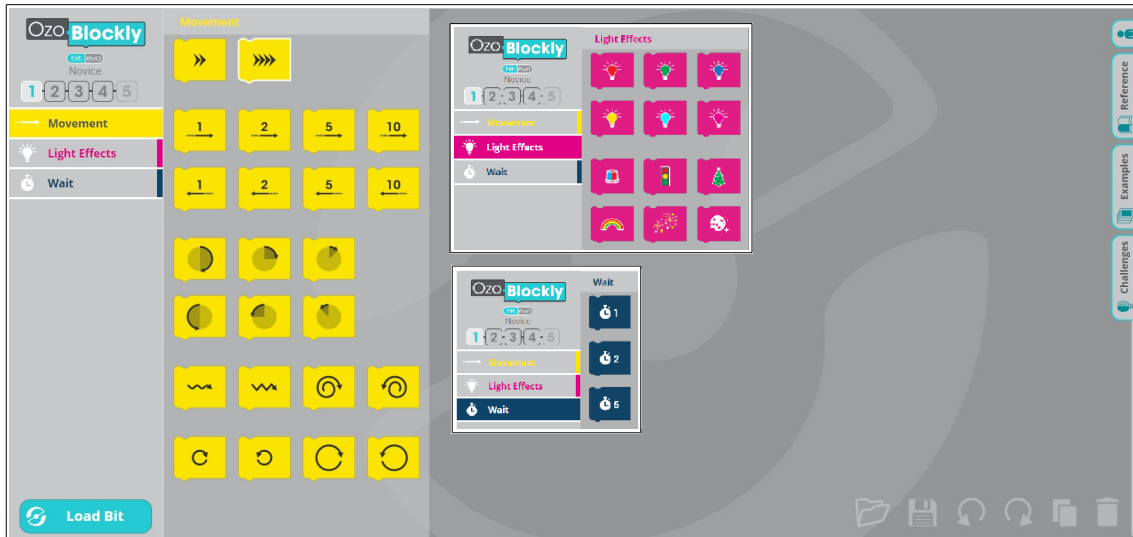 Ozo Blockly
bit evo
Novice
1 2 3 4 5
Movement
Light Effects
Wait
Load Bit
Movement
1 2 5 10
1 2 5 10
Ozo Blockly
bit evo
Novice
1 2 3 4 5
Movement
Light Effects
Wait
Light Effects
Ozo Blockly
bit evo
Novice
1 2 3 4 5
Movement
Light Effects
Wait
Wait
1
2
5
Reference
Examples
Challenges